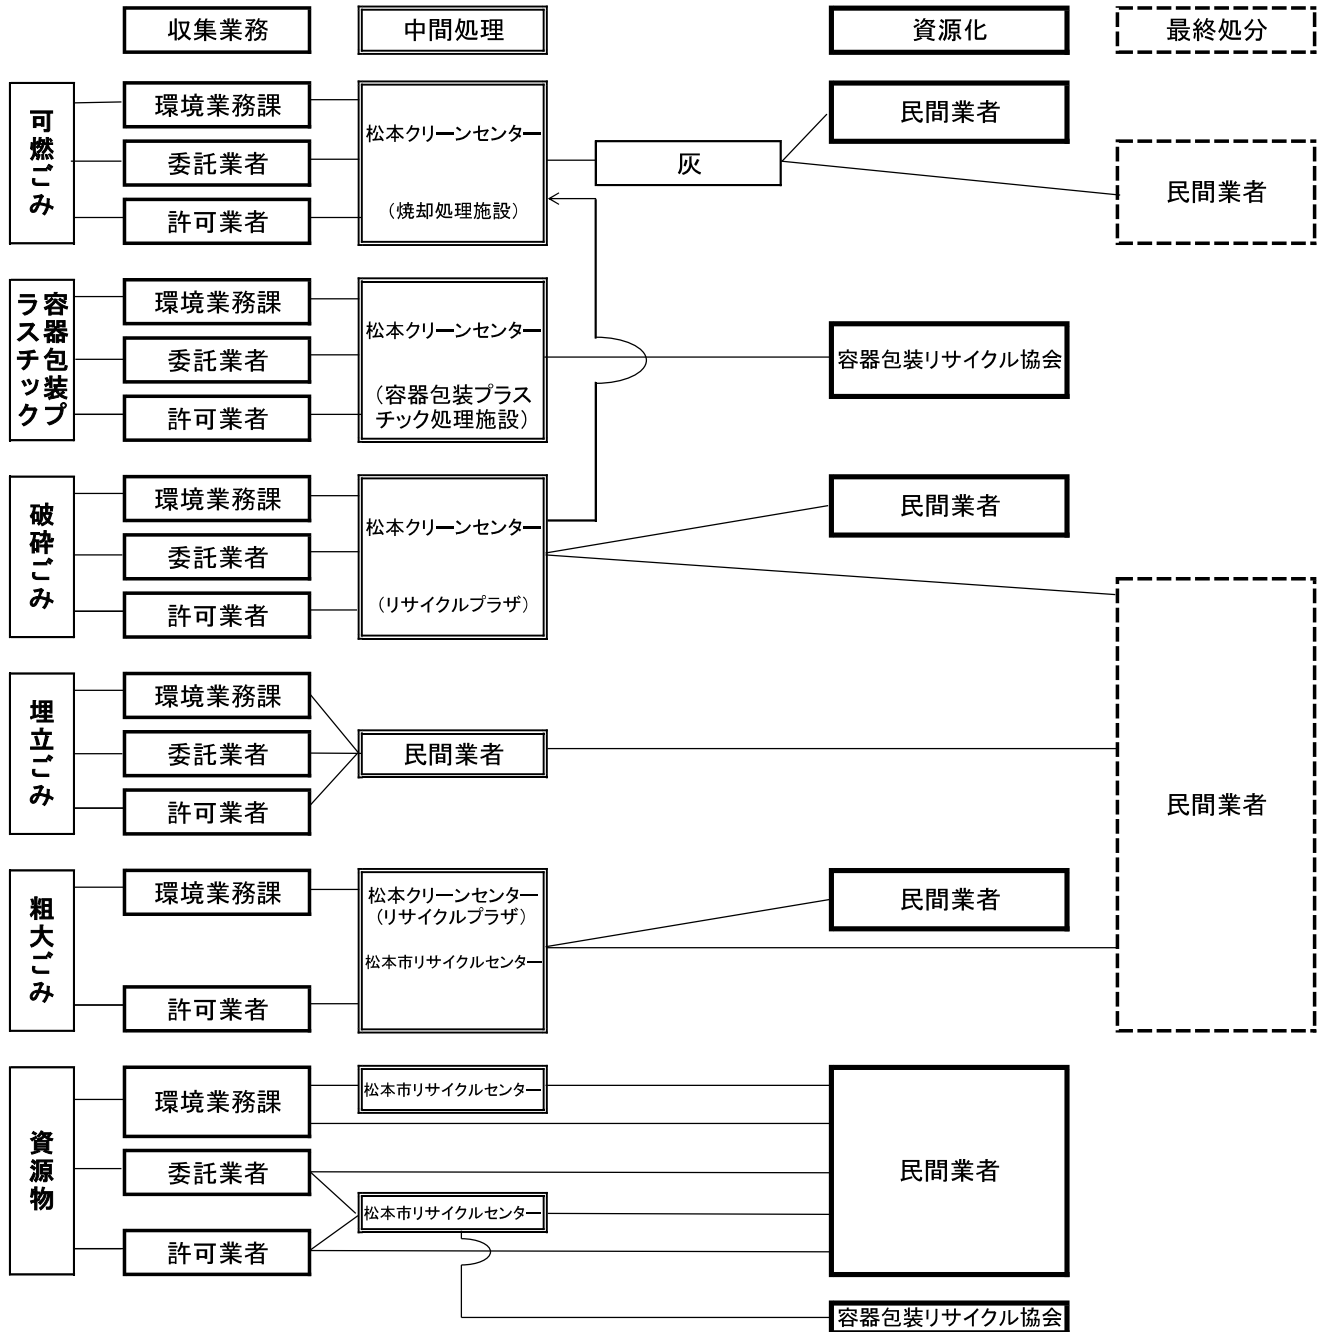 収集業務
中間処理
資源化
最終処分
可燃ごみ
環境業務課
委託業者
許可業者
松本クリーンセンター
（焼却処理施設）
灰
民間業者
民間業者
容器包装プ
ラスチック
環境業務課
委託業者
許可業者
松本クリーンセンター
（容器包装プラス
チック処理施設）
容器包装リサイクル協会
破砕ごみ
環境業務課
委託業者
許可業者
松本クリーンセンター
（リサイクルプラザ）
民間業者
埋立ごみ
環境業務課
委託業者
許可業者
民間業者
民間業者
粗大ごみ
環境業務課
許可業者
松本クリーンセンター
（リサイクルプラザ）
松本市リサイクルセンター
民間業者
資源物
環境業務課
委託業者
許可業者
松本市リサイクルセンター
松本市リサイクルセンター
民間業者
容器包装リサイクル協会